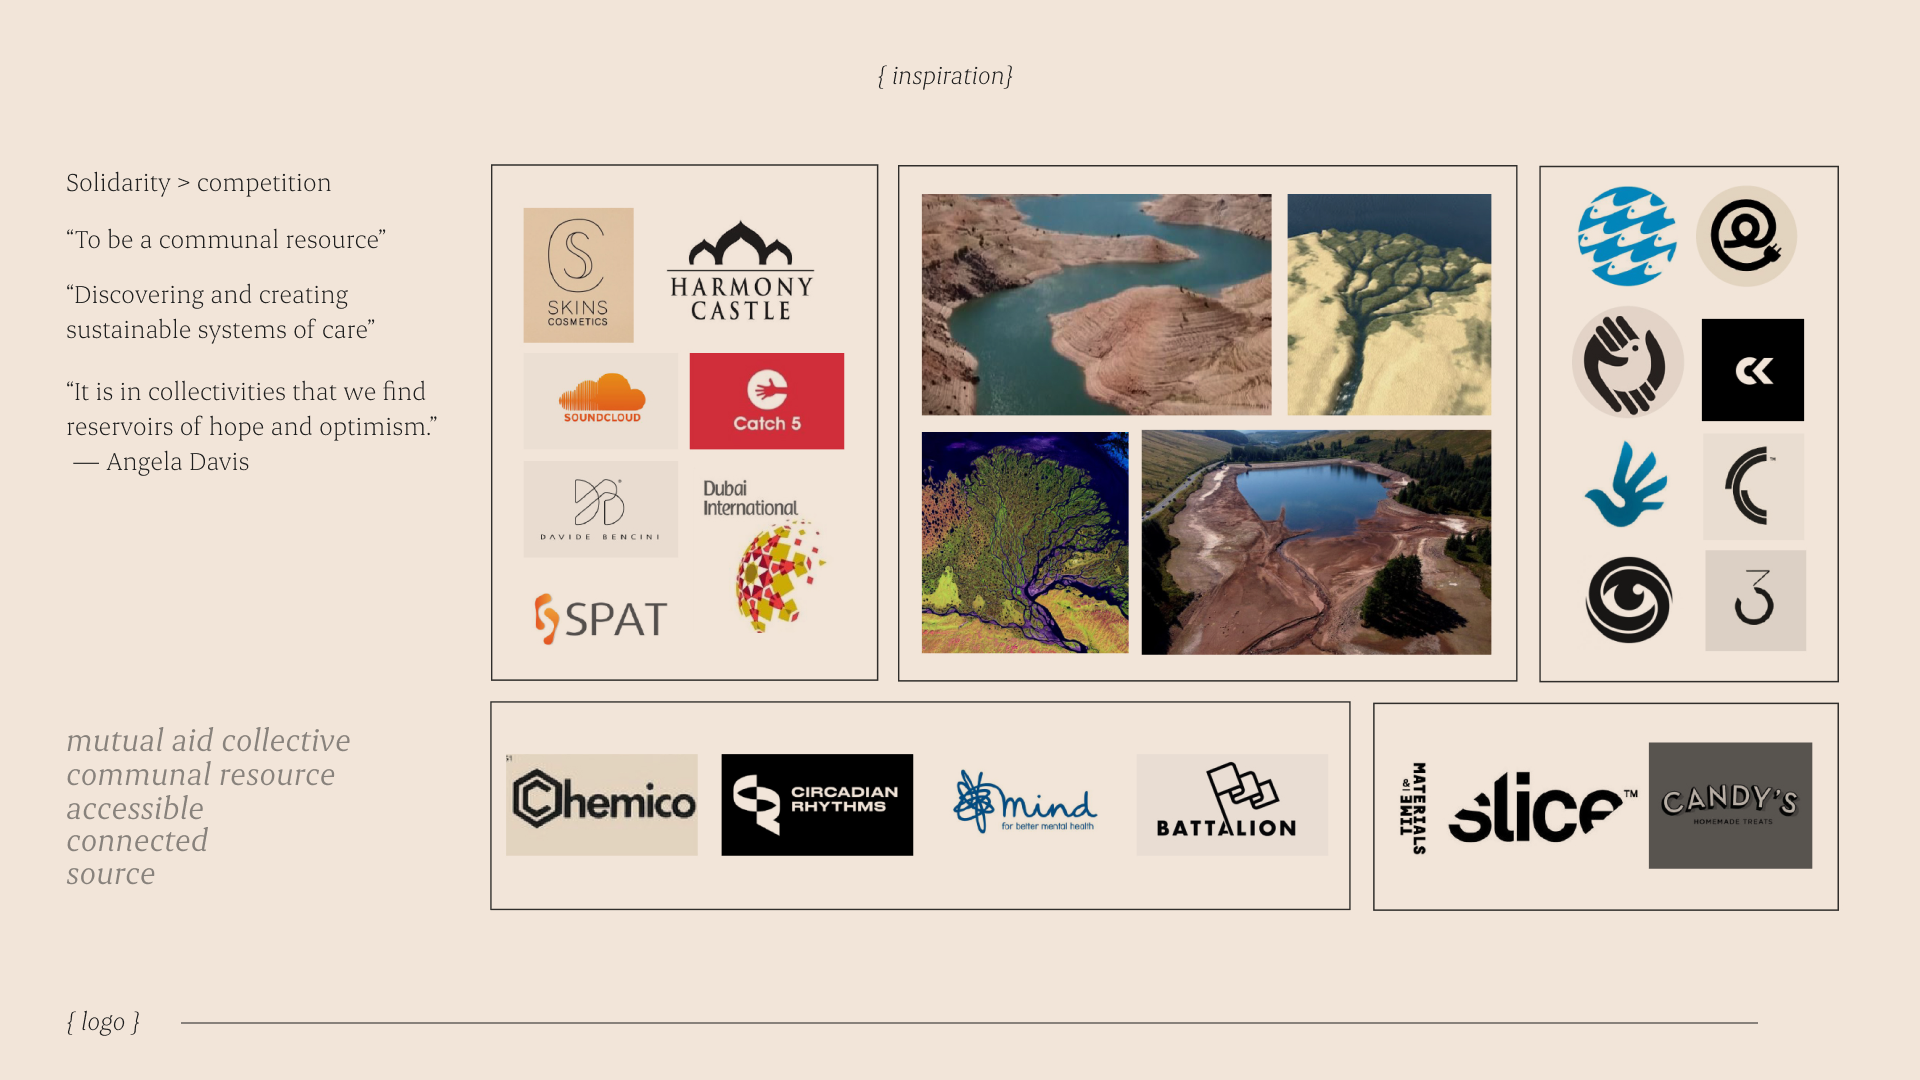 { inspiration}
Solidarity > competition
“To be a communal resource”
“Discovering and creating
sustainable systems of care”
“It is in collectivities that we find
reservoirs of hope and optimism.”
— Angela Davis
mutual aid collective
communal resource
accessible
connected
source
SKINS
COSMETICS
HARMONY
CASTLE
SOUNDCLOUD
Catch 5
DAVIDE BENCINI
Dubai
International
SPAT
Chemico
CIRCADIAN
RHYTHMS
mind
for better mental health
BATTALION
MATERIALS
& TIME
slice™
CANDY'S
HOMEMADE TREATS
3
{ logo }